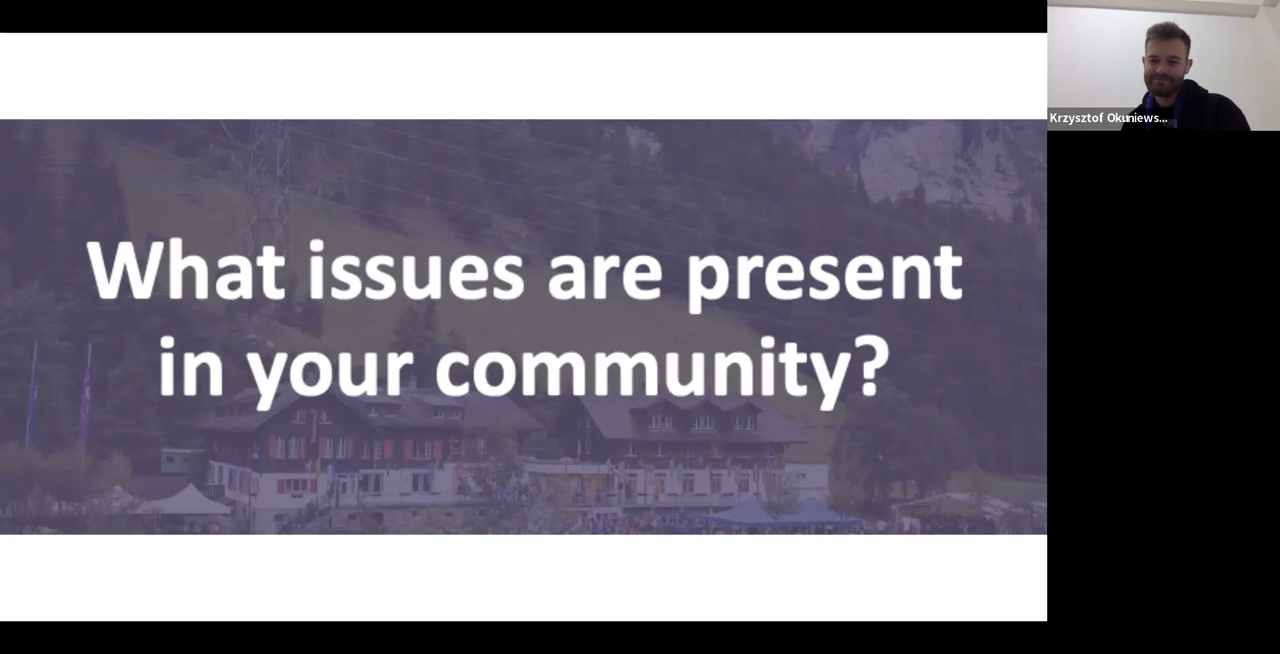 What issues are present
in your community?
Krzysztof Okuniews...